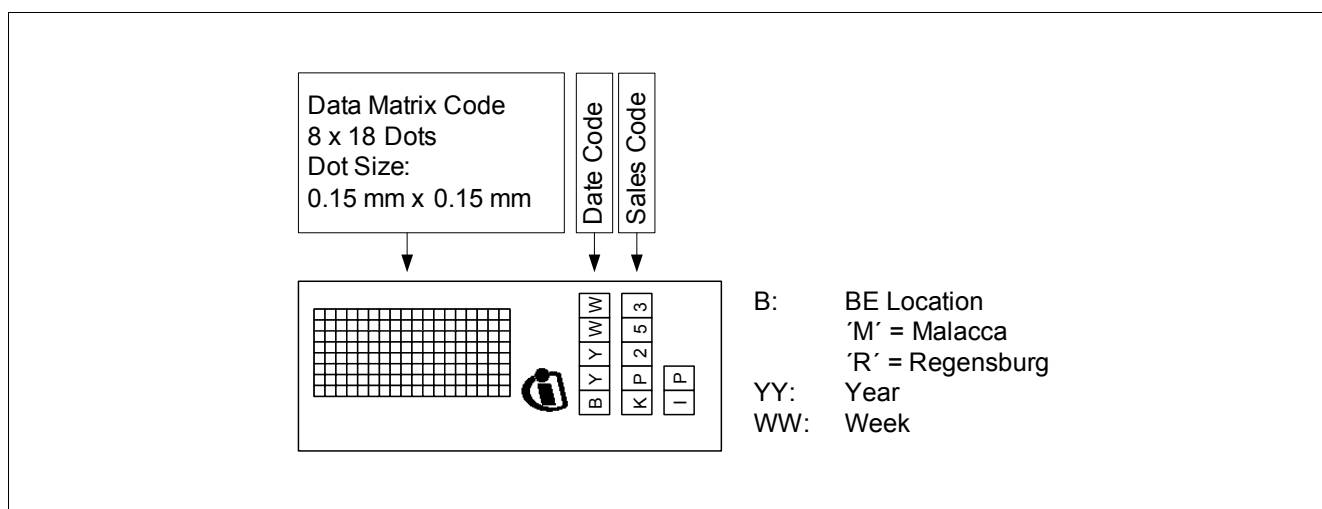 Data Matrix Code
8 x 18 Dots
Dot Size:
0.15 mm x 0.15 mm
Date Code
Sales Code
BYYWW
KP253
IP
B: BE Location
´M´ = Malacca
´R´ = Regensburg
YY: Year
WW: Week